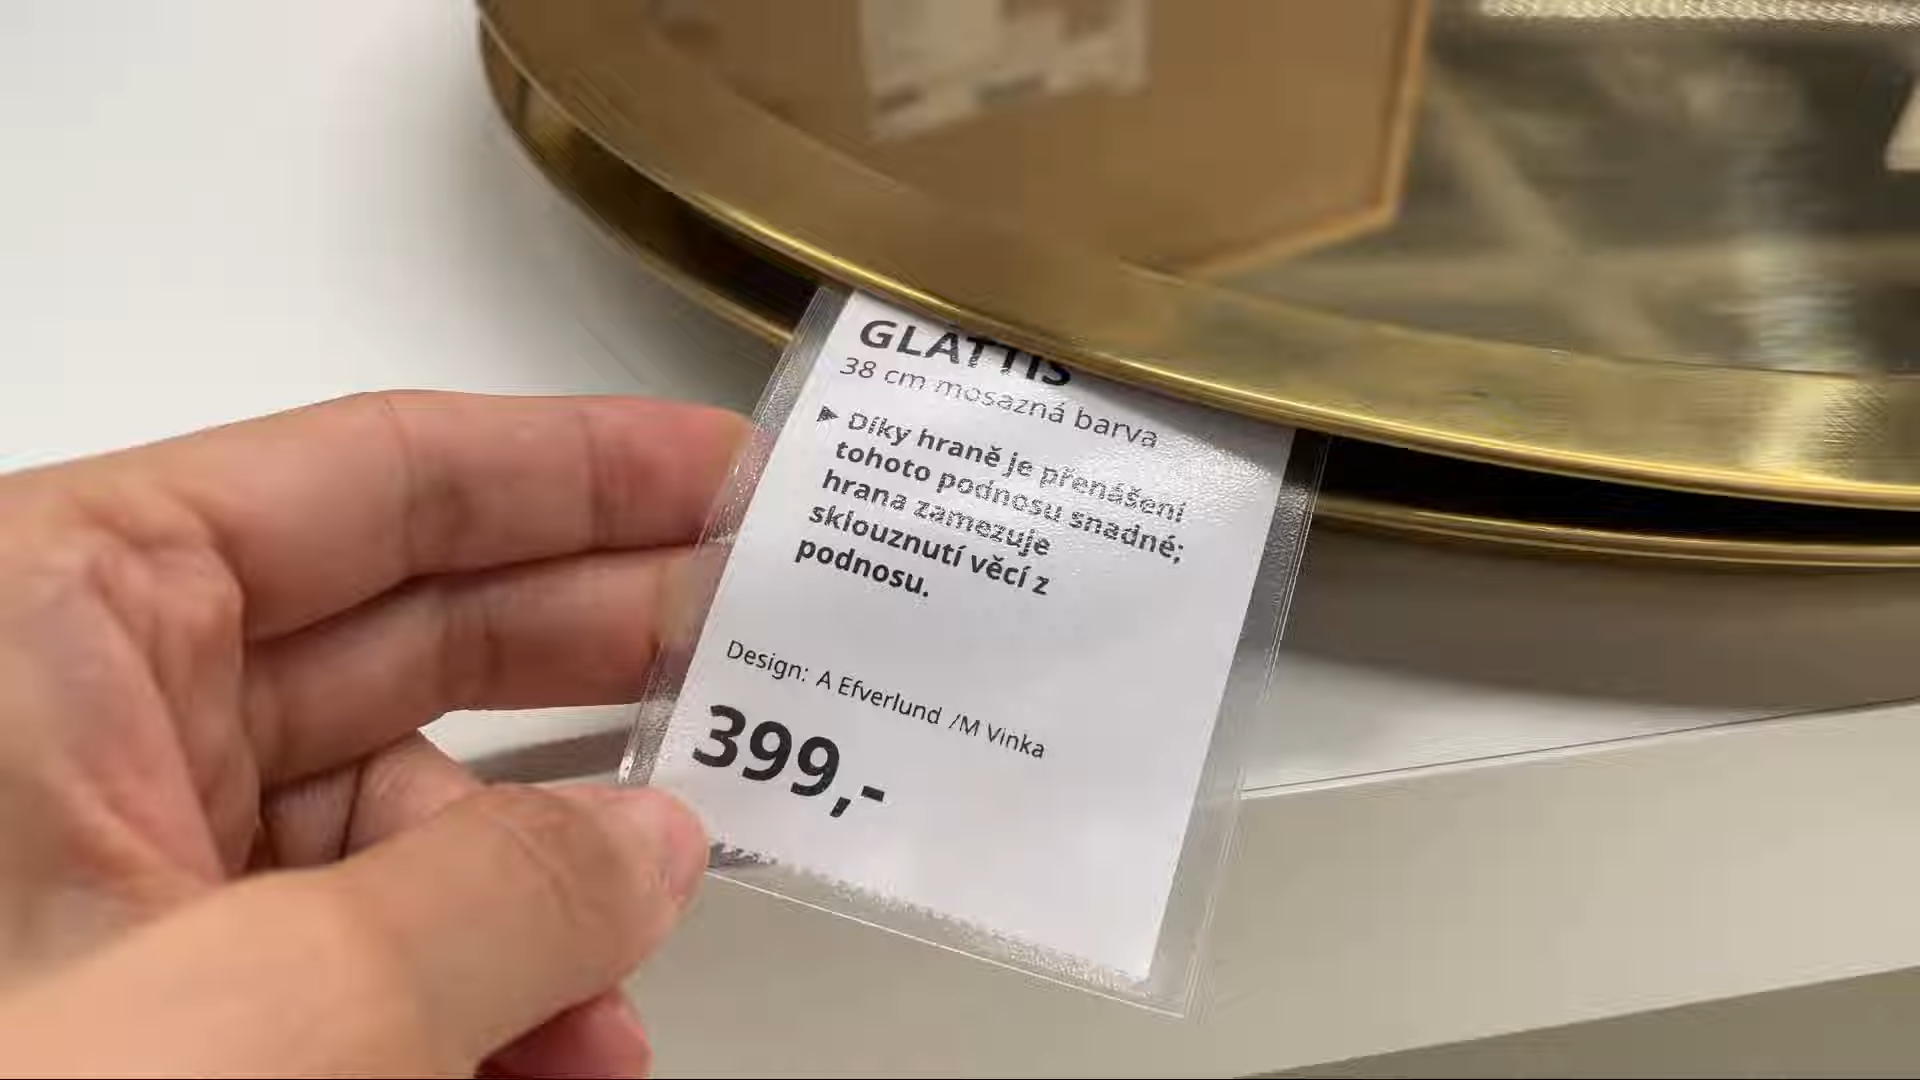 GLATTIS
38 cm mosazná barva
▶ Díky hraně je přenášení
tohoto podnosu snadné;
hrana zamezuje
sklouznutí věcí z
podnosu.
Design: A Efverlund /M Vinka
399,-